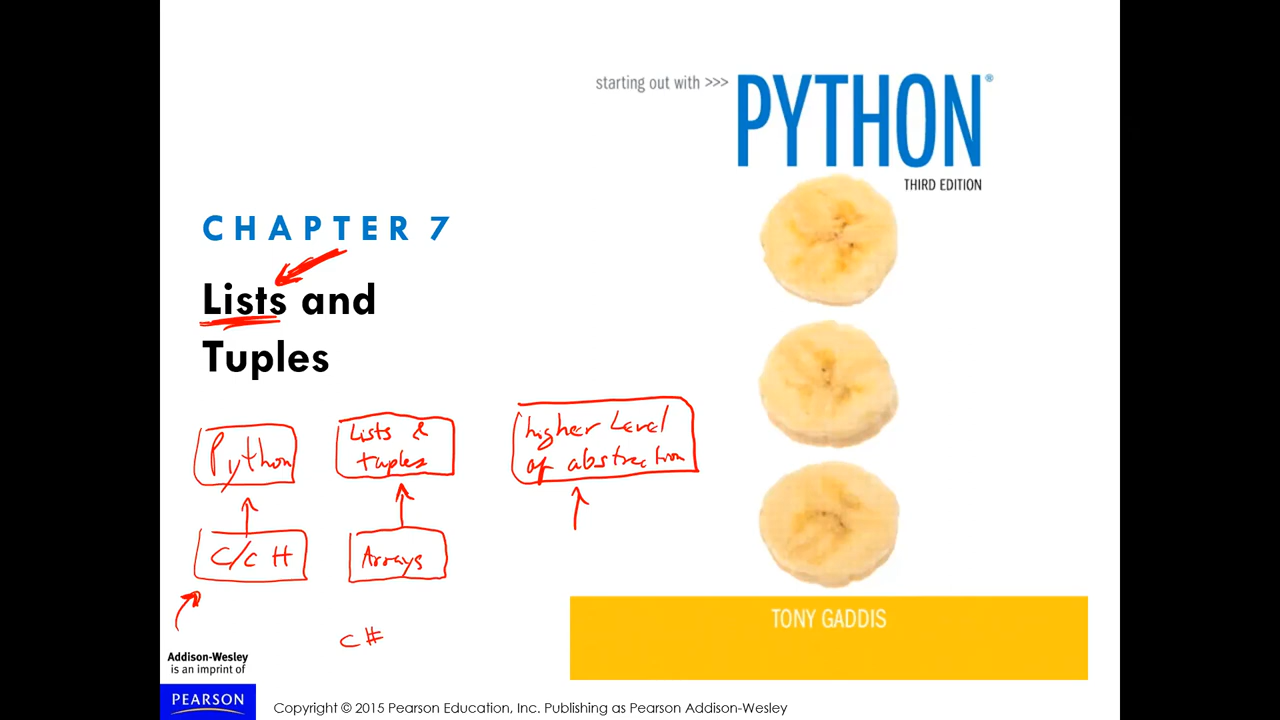 starting out with >>>
PYTHON®
THIRD EDITION
CHAPTER 7
Lists and
Tuples
Python
Lists &
tuples
higher Level
of abstraction
C/C++
Arrays
C#
TONY GADDIS
Addison-Wesley
is an imprint of
PEARSON
Copyright © 2015 Pearson Education, Inc. Publishing as Pearson Addison-Wesley